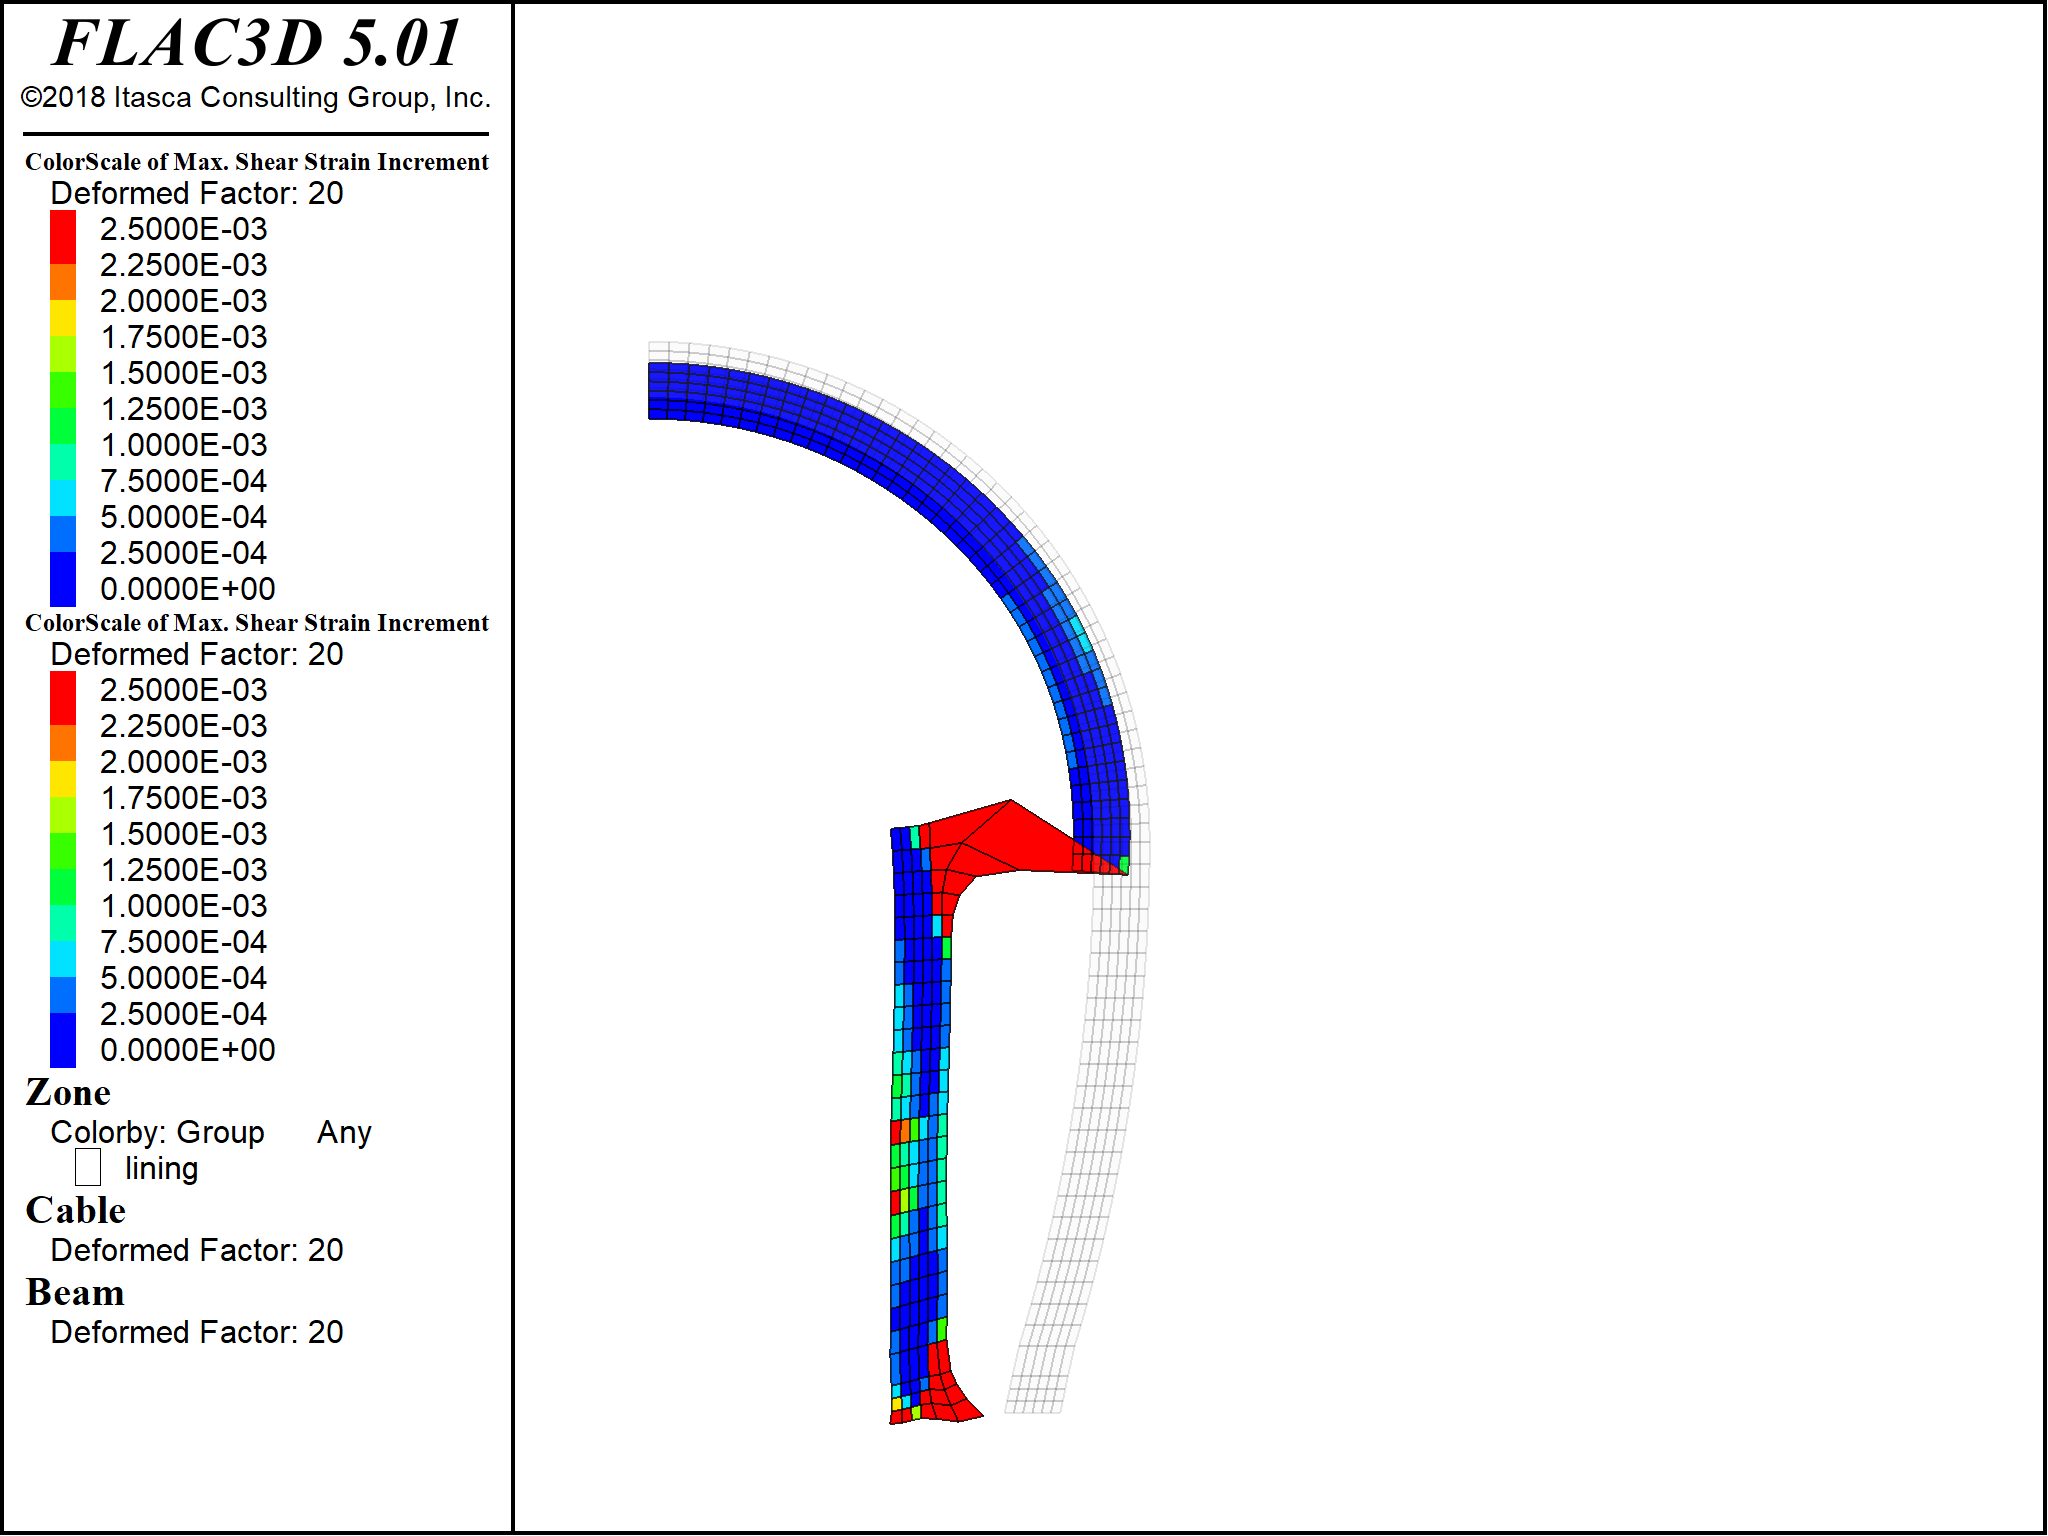 FLAC3D 5.01
©2018 Itasca Consulting Group, Inc.
ColorScale of Max. Shear Strain Increment
Deformed Factor: 20
2.5000E-03
2.2500E-03
2.0000E-03
1.7500E-03
1.5000E-03
1.2500E-03
1.0000E-03
7.5000E-04
5.0000E-04
2.5000E-04
0.0000E+00
ColorScale of Max. Shear Strain Increment
Deformed Factor: 20
2.5000E-03
2.2500E-03
2.0000E-03
1.7500E-03
1.5000E-03
1.2500E-03
1.0000E-03
7.5000E-04
5.0000E-04
2.5000E-04
0.0000E+00
Zone
Colorby: Group Any
lining
Cable
Deformed Factor: 20
Beam
Deformed Factor: 20